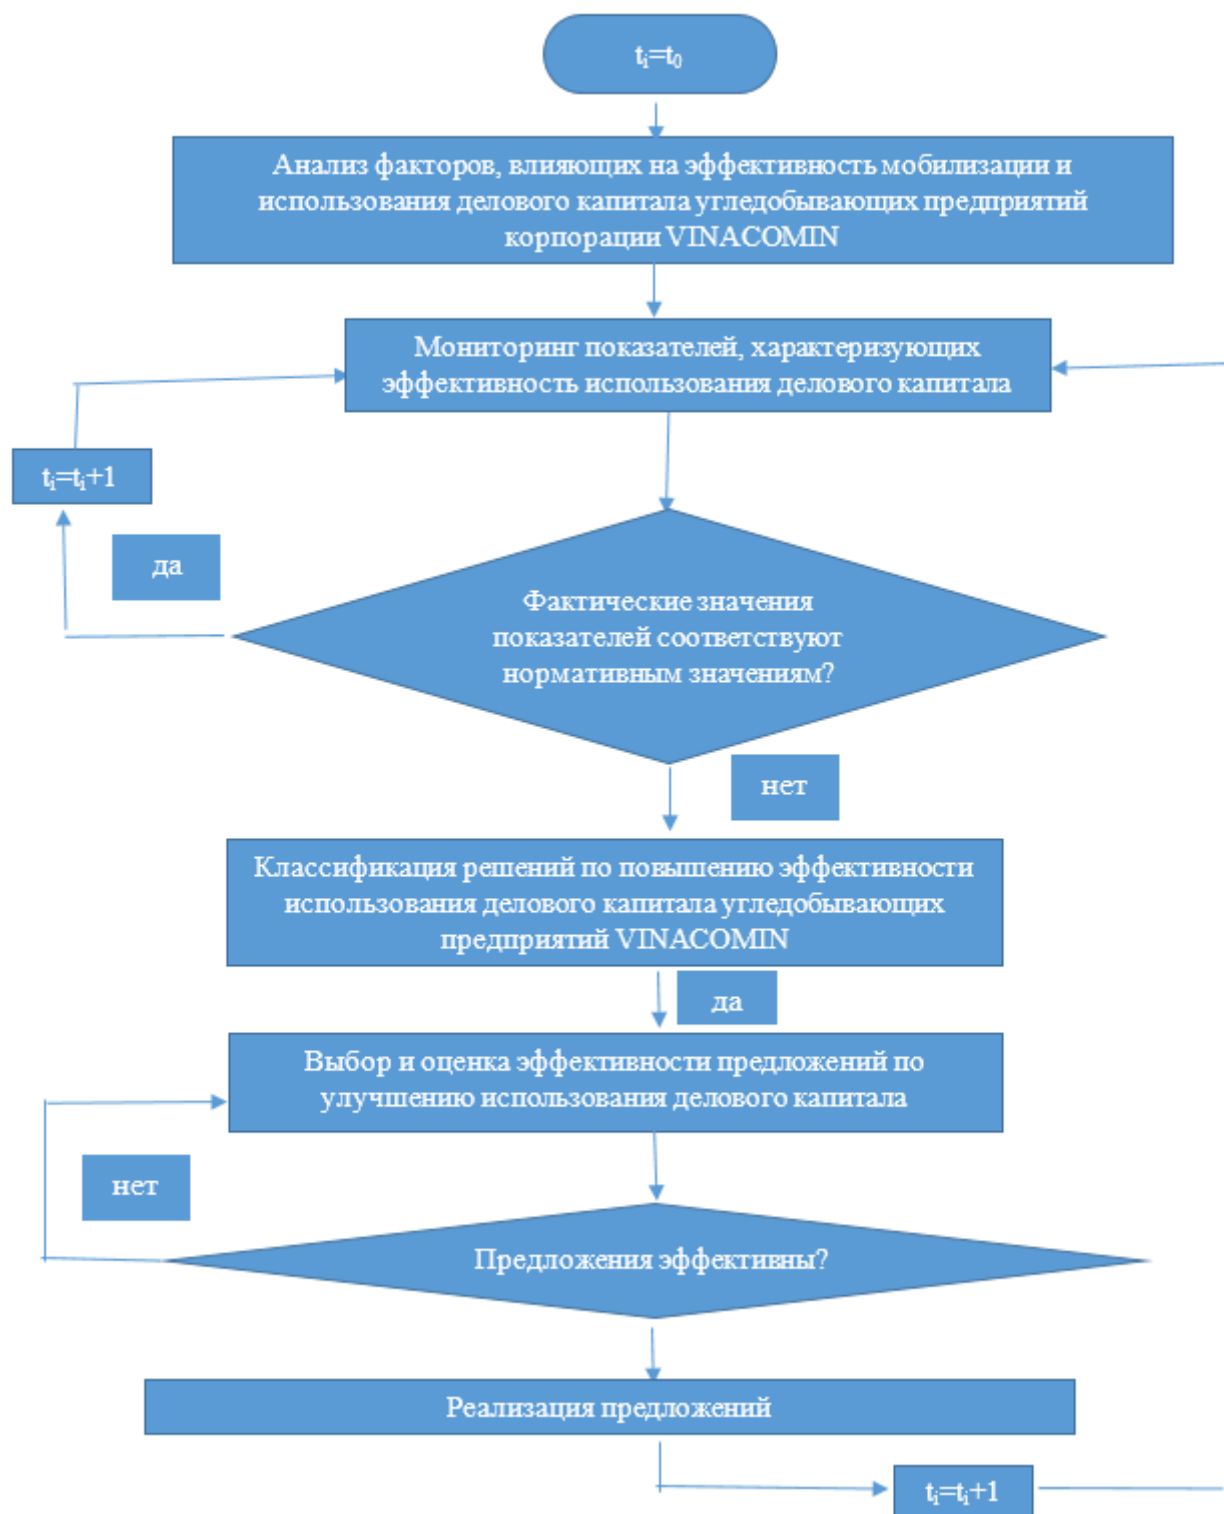 tᵢ=t₀
Анализ факторов, влияющих на эффективность мобилизации и
использования делового капитала угледобывающих предприятий
корпорации VINACOMIN
Мониторинг показателей, характеризующих
эффективность использования делового капитала
tᵢ=tᵢ+1
да
Фактические значения
показателей соответствуют
нормативным значениям?
нет
Классификация решений по повышению эффективности
использования делового капитала угледобывающих
предприятий VINACOMIN
да
Выбор и оценка эффективности предложений по
улучшению использования делового капитала
нет
Предложения эффективны?
Реализация предложений
tᵢ=tᵢ+1